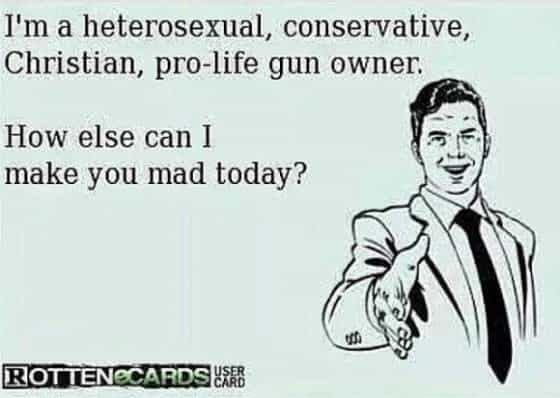 I'm a heterosexual, conservative,
Christian, pro-life gun owner.
How else can I
make you mad today?
ROTTENeCARDS USER CARD